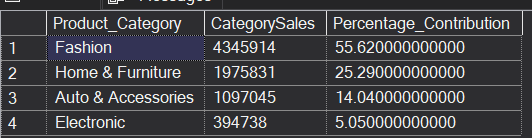 Product_Category CategorySales Percentage_Contribution
1 Fashion 4345914 55.620000000000
2 Home & Furniture 1975831 25.290000000000
3 Auto & Accessories 1097045 14.040000000000
4 Electronic 394738 5.050000000000